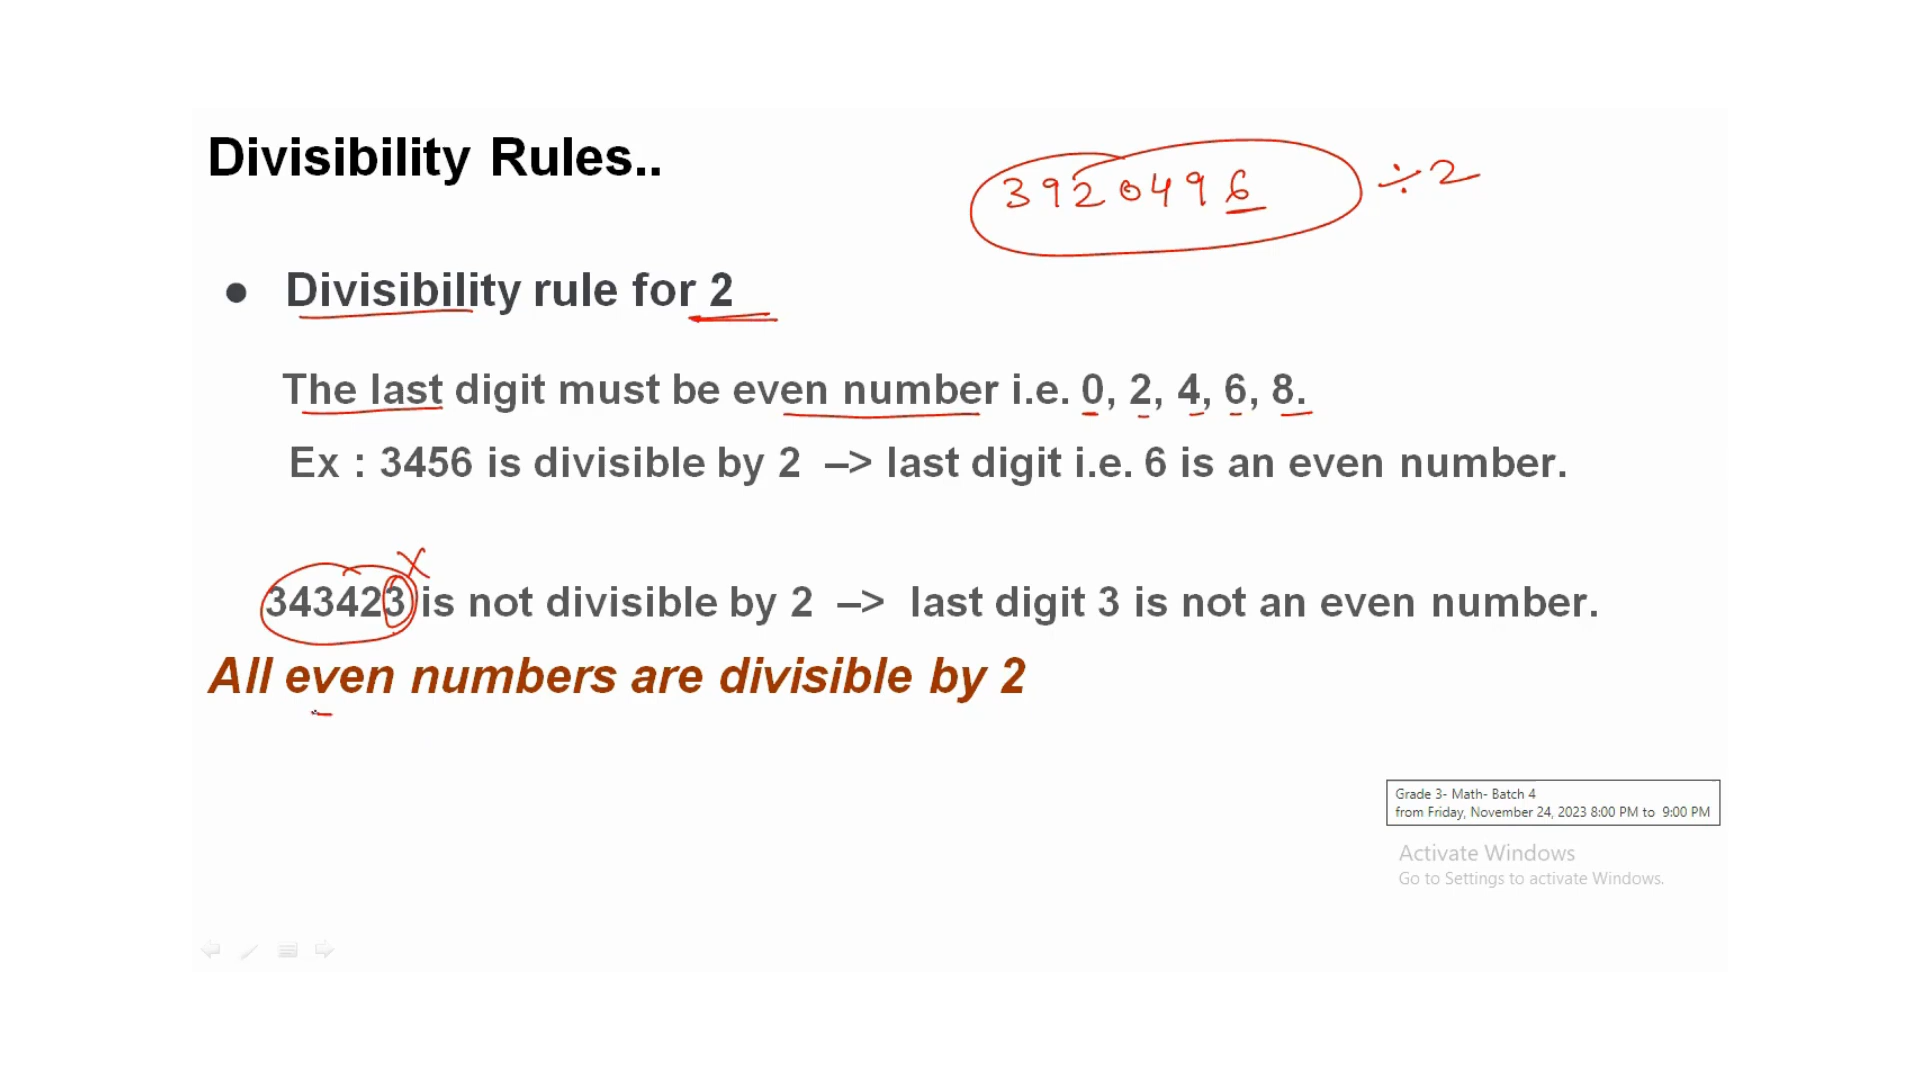 Divisibility Rules..
3920496 ÷2
● Divisibility rule for 2
The last digit must be even number i.e. 0, 2, 4, 6, 8.
Ex : 3456 is divisible by 2 –> last digit i.e. 6 is an even number.
x
343423 is not divisible by 2 –> last digit 3 is not an even number.
All even numbers are divisible by 2
Grade 3- Math- Batch 4
from Friday, November 24, 2023 8:00 PM to 9:00 PM
Activate Windows
Go to Settings to activate Windows.